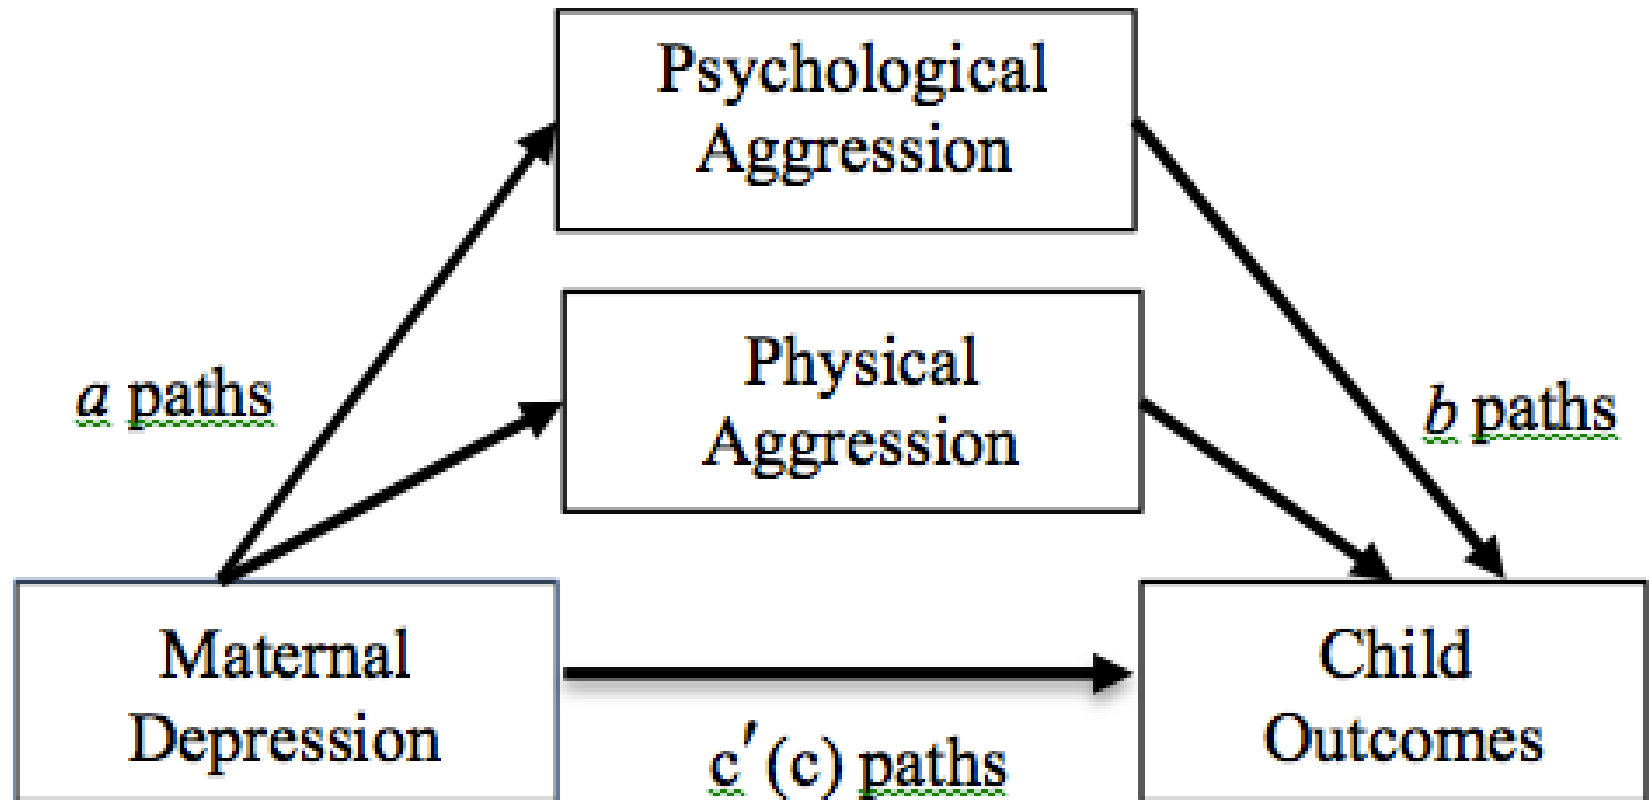 Psychological
Aggression
Physical
Aggression
a paths
b paths
Maternal
Depression
c′(c) paths
Child
Outcomes